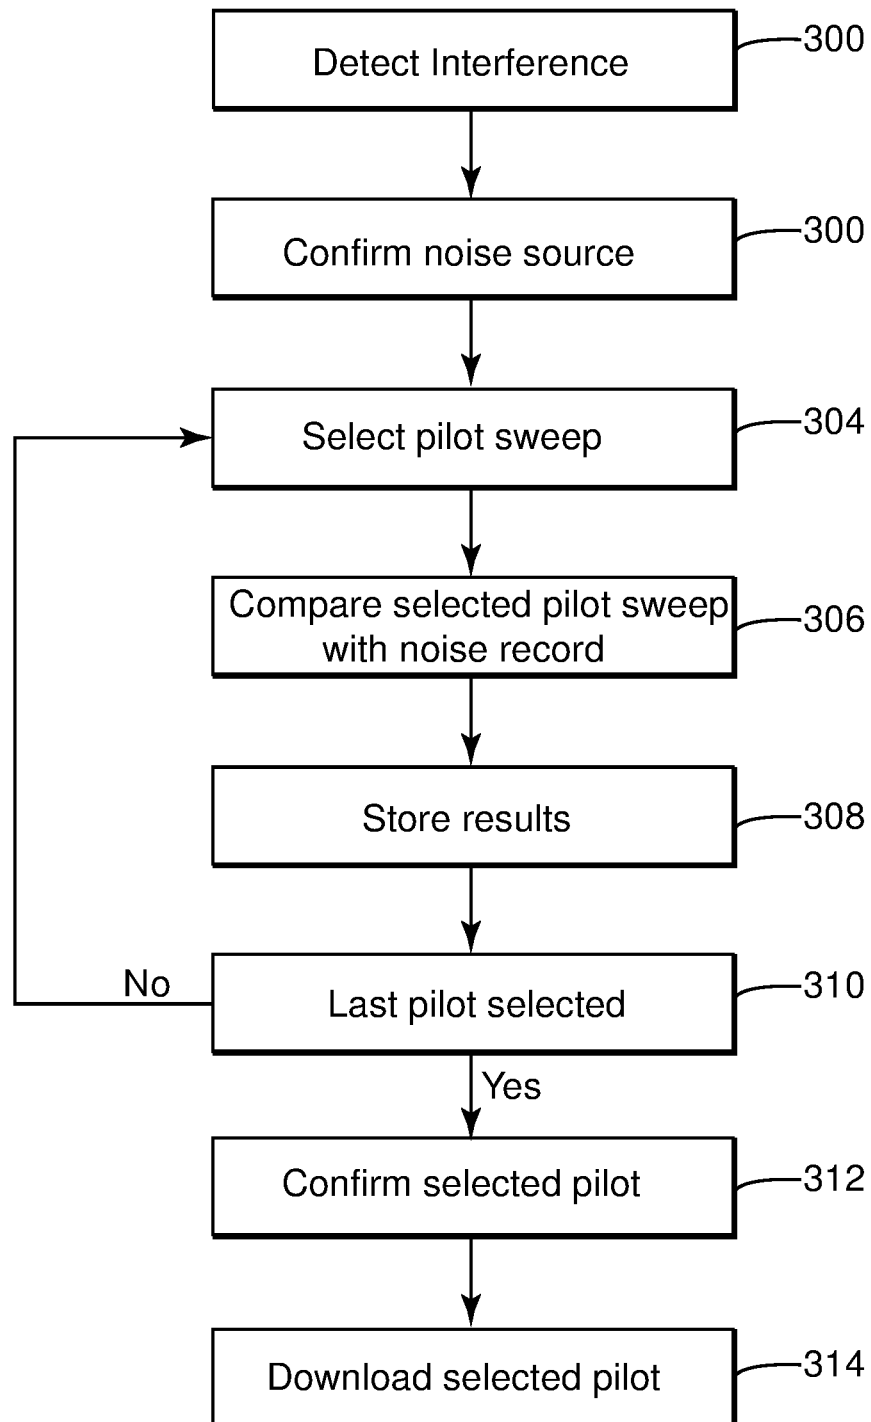 Detect Interference
300
Confirm noise source
300
Select pilot sweep
304
Compare selected pilot sweep
with noise record
306
Store results
308
No
Last pilot selected
310
Yes
Confirm selected pilot
312
Download selected pilot
314